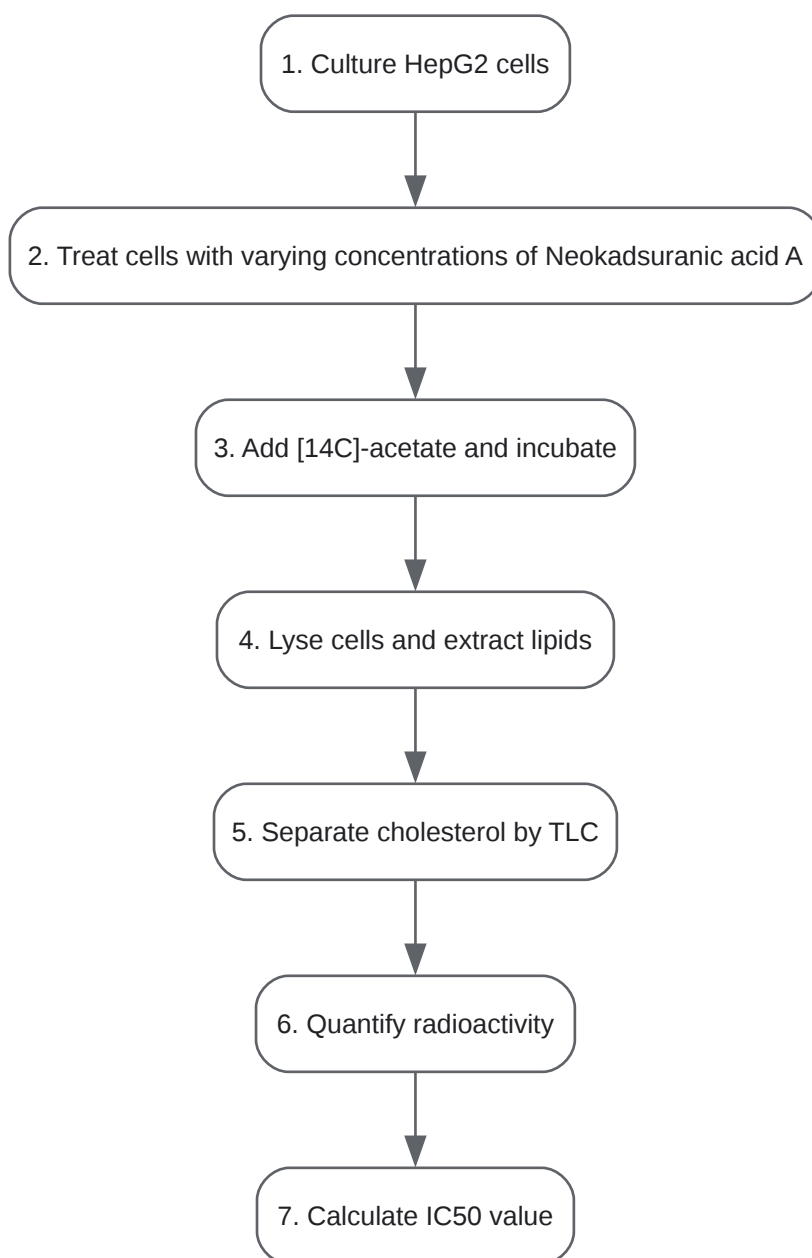 1. Culture HepG2 cells
2. Treat cells with varying concentrations of Neokadsuranic acid A
3. Add [14C]-acetate and incubate
4. Lyse cells and extract lipids
5. Separate cholesterol by TLC
6. Quantify radioactivity
7. Calculate IC50 value